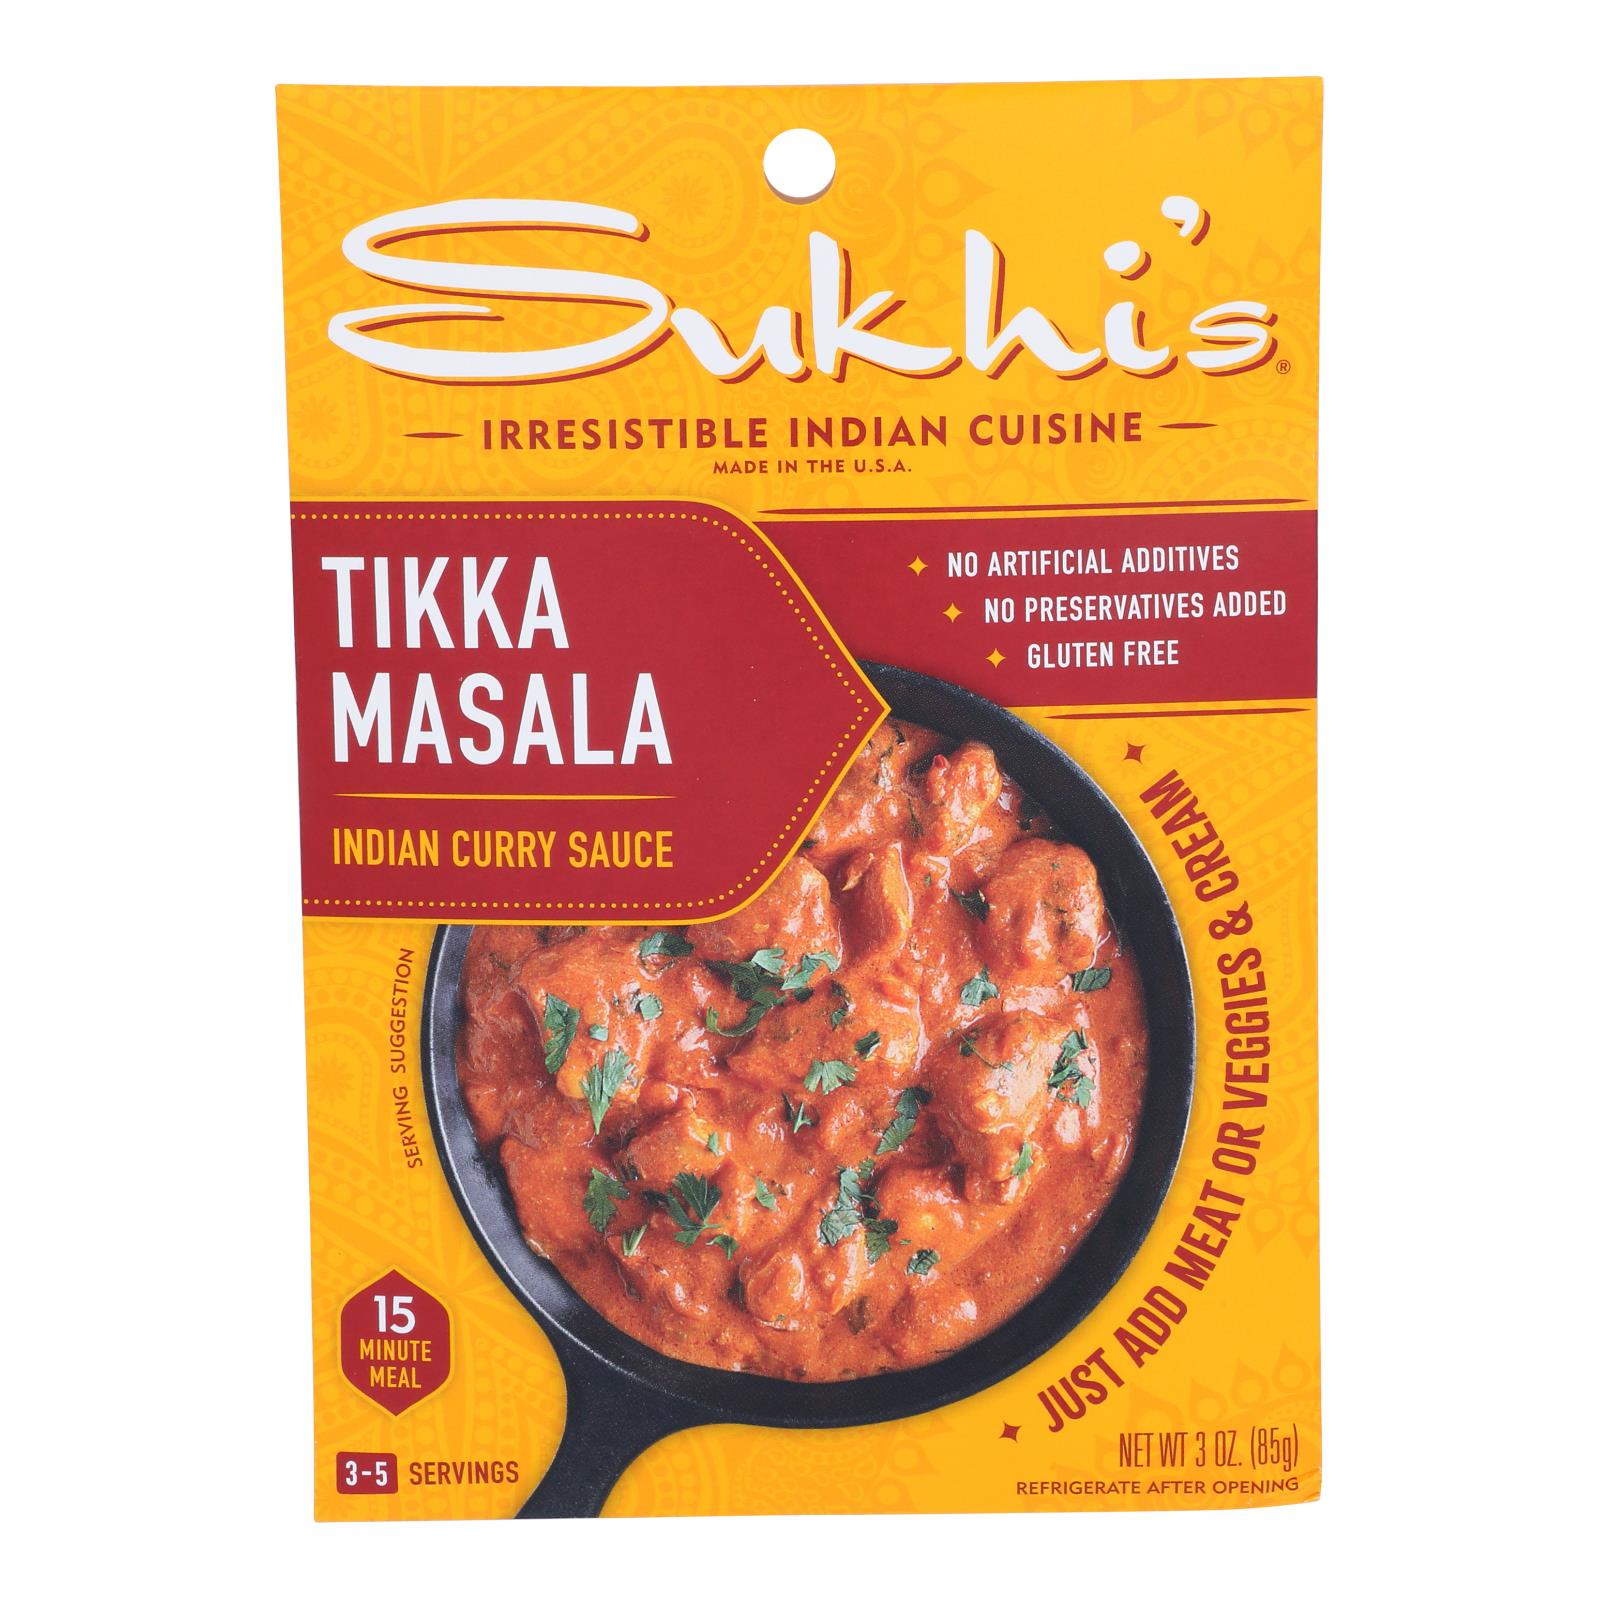 Sukhi's®
IRRESISTIBLE INDIAN CUISINE
MADE IN THE U.S.A.
TIKKA
MASALA
INDIAN CURRY SAUCE
NO ARTIFICIAL ADDITIVES
NO PRESERVATIVES ADDED
GLUTEN FREE
JUST ADD MEAT OR VEGGIES & CREAM
SERVING SUGGESTION
15
MINUTE
MEAL
3-5 SERVINGS
NET WT 3 OZ. (85g)
REFRIGERATE AFTER OPENING